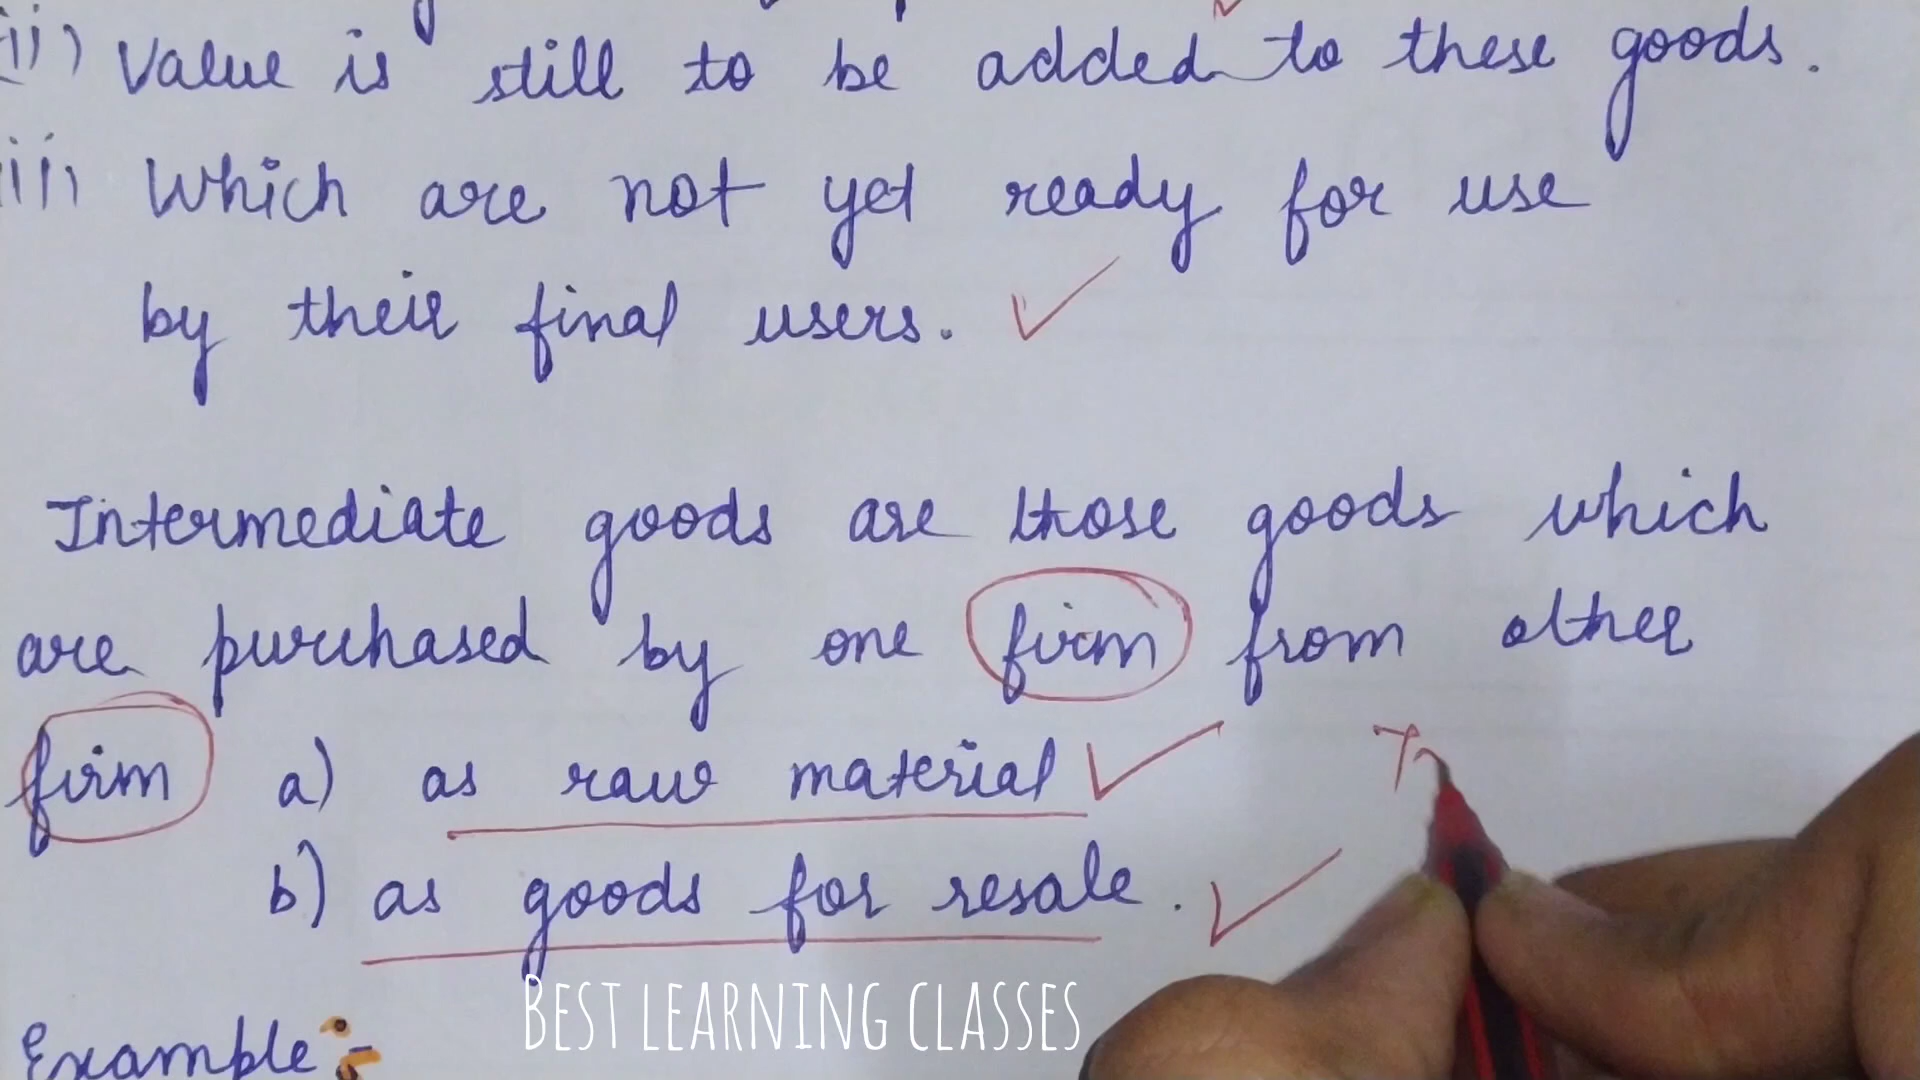 ii) Value is still to be added to these goods.
iii) Which are not yet ready for use
by their final users.
Intermediate goods are those goods which
are purchased by one firm from other
firm a) as raw material
b) as goods for resale.
Example :-
BEST LEARNING CLASSES